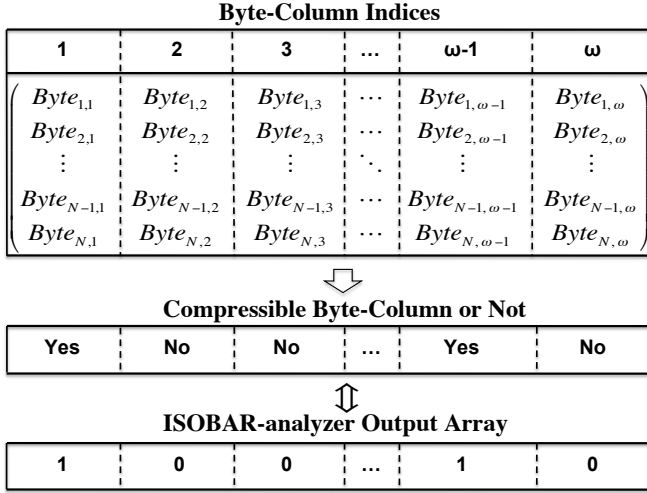 Byte-Column Indices
1 2 3 ... ω-1 ω
Byte1,1 Byte1,2 Byte1,3 ⋯ Byte1,ω−1 Byte1,ω
Byte2,1 Byte2,2 Byte2,3 ⋯ Byte2,ω−1 Byte2,ω
⋮ ⋮ ⋮ ⋱ ⋮ ⋮
ByteN−1,1 ByteN−1,2 ByteN−1,3 ⋯ ByteN−1,ω−1 ByteN−1,ω
ByteN,1 ByteN,2 ByteN,3 ⋯ ByteN,ω−1 ByteN,ω
Compressible Byte-Column or Not
Yes No No ... Yes No
ISOBAR-analyzer Output Array
1 0 0 ... 1 0